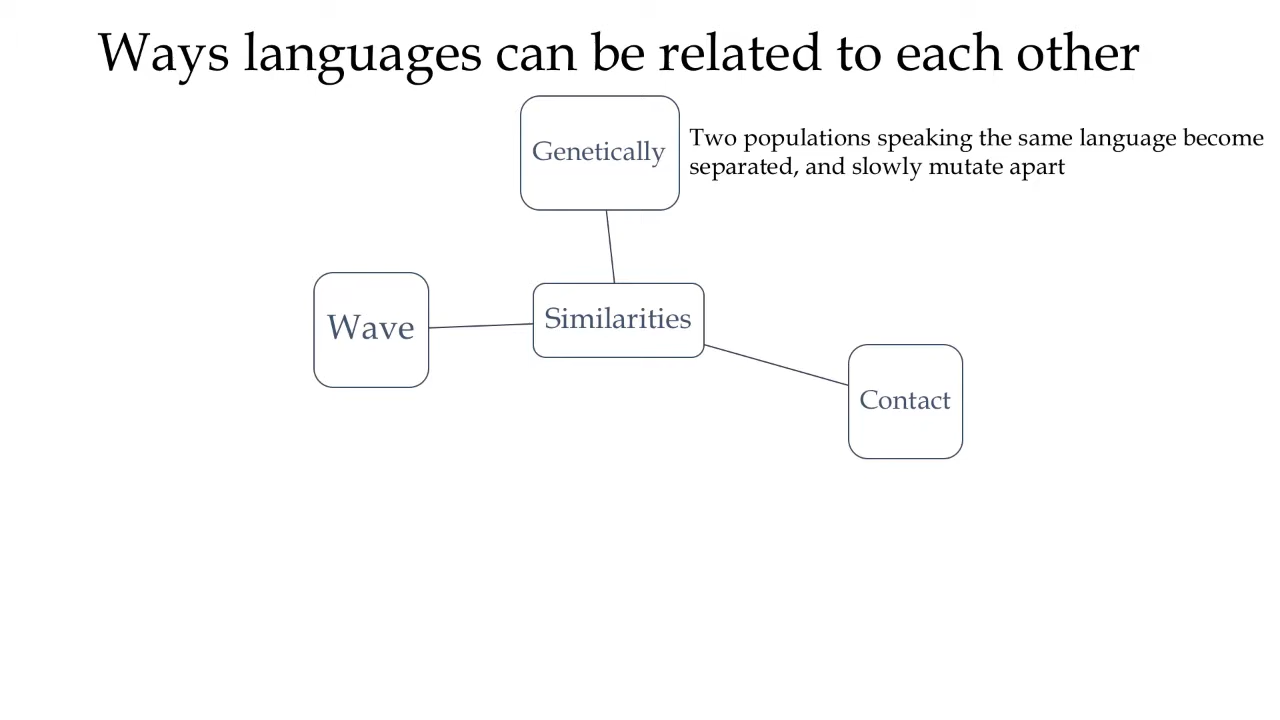 Ways languages can be related to each other
Genetically
Two populations speaking the same language become
separated, and slowly mutate apart
Wave
Similarities
Contact